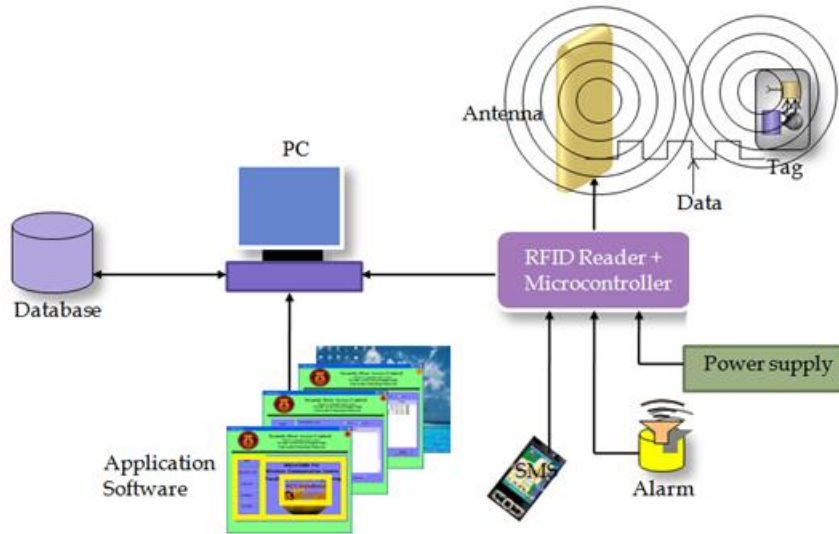 Antenna
Tag
Data
PC
RFID Reader +
Microcontroller
Database
Power supply
Application
Software
SMS
Alarm